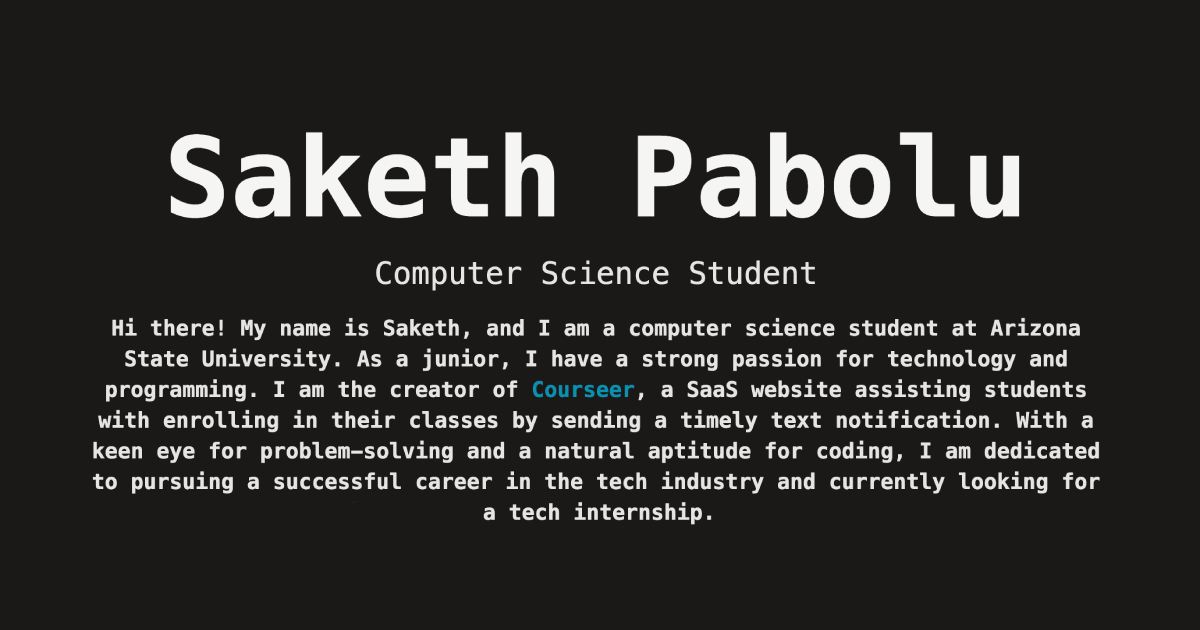 Saketh Pabolu
Computer Science Student
Hi there! My name is Saketh, and I am a computer science student at Arizona
State University. As a junior, I have a strong passion for technology and
programming. I am the creator of Courseer, a SaaS website assisting students
with enrolling in their classes by sending a timely text notification. With a
keen eye for problem-solving and a natural aptitude for coding, I am dedicated
to pursuing a successful career in the tech industry and currently looking for
a tech internship.